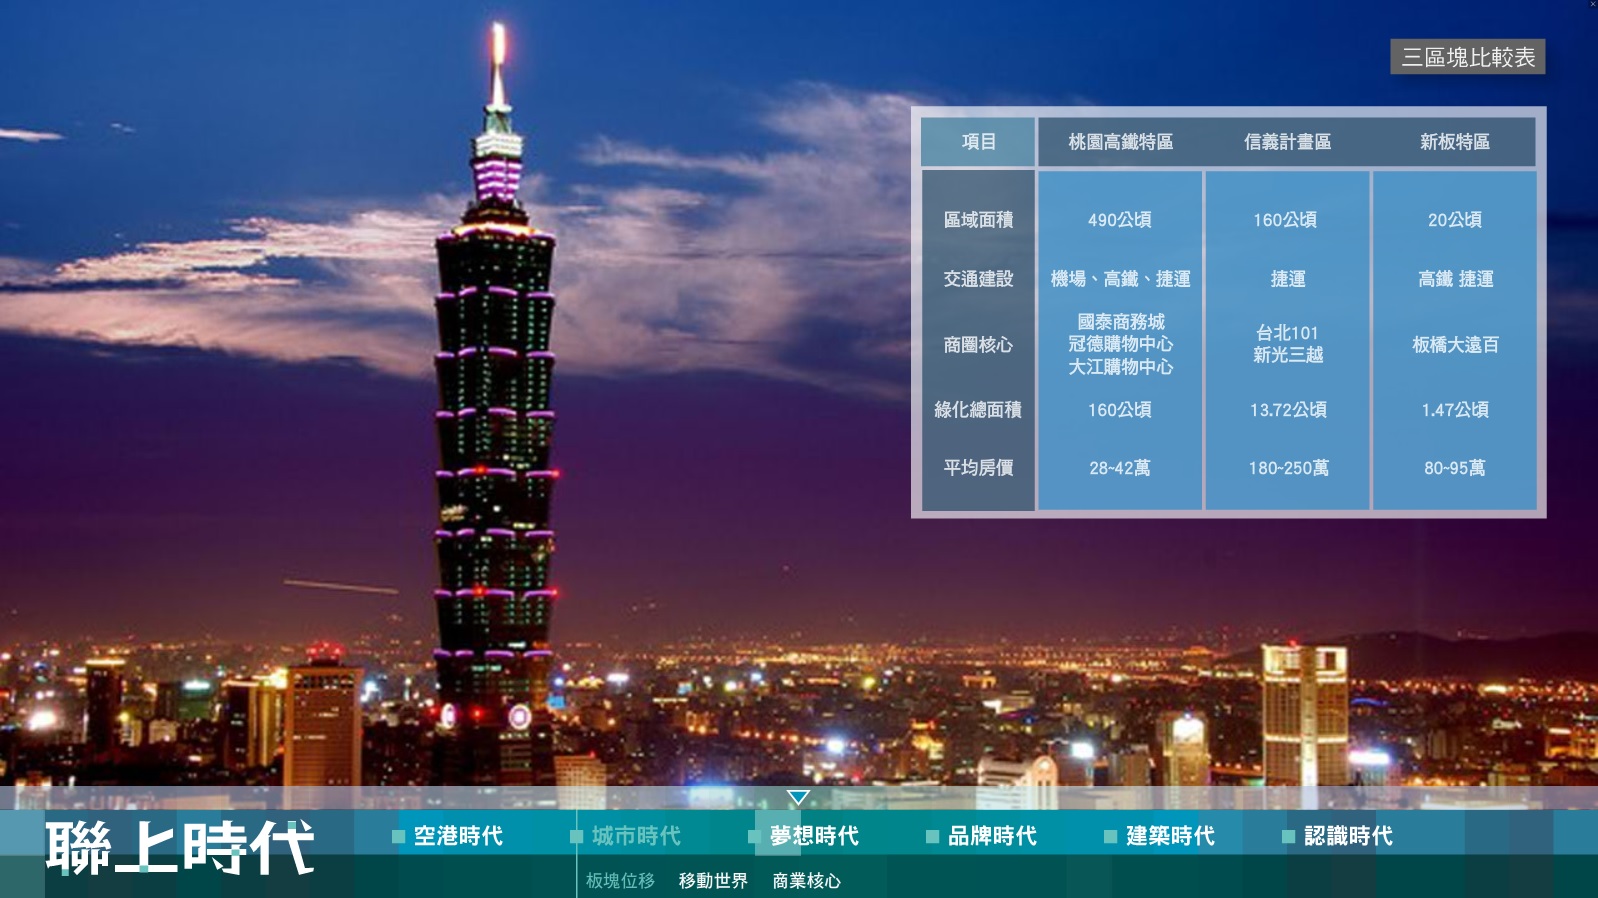 三區塊比較表
項目 桃園高鐵特區 信義計畫區 新板特區
區域面積 490公頃 160公頃 20公頃
交通建設 機場、高鐵、捷運 捷運 高鐵 捷運
商圈核心
國泰商務城
冠德購物中心
大江購物中心
台北101
新光三越
板橋大遠百
綠化總面積 160公頃 13.72公頃 1.47公頃
平均房價 28~42萬 180~250萬 80~95萬
聯上時代
空港時代 城市時代 夢想時代 品牌時代 建築時代 認識時代
板塊位移 移動世界 商業核心